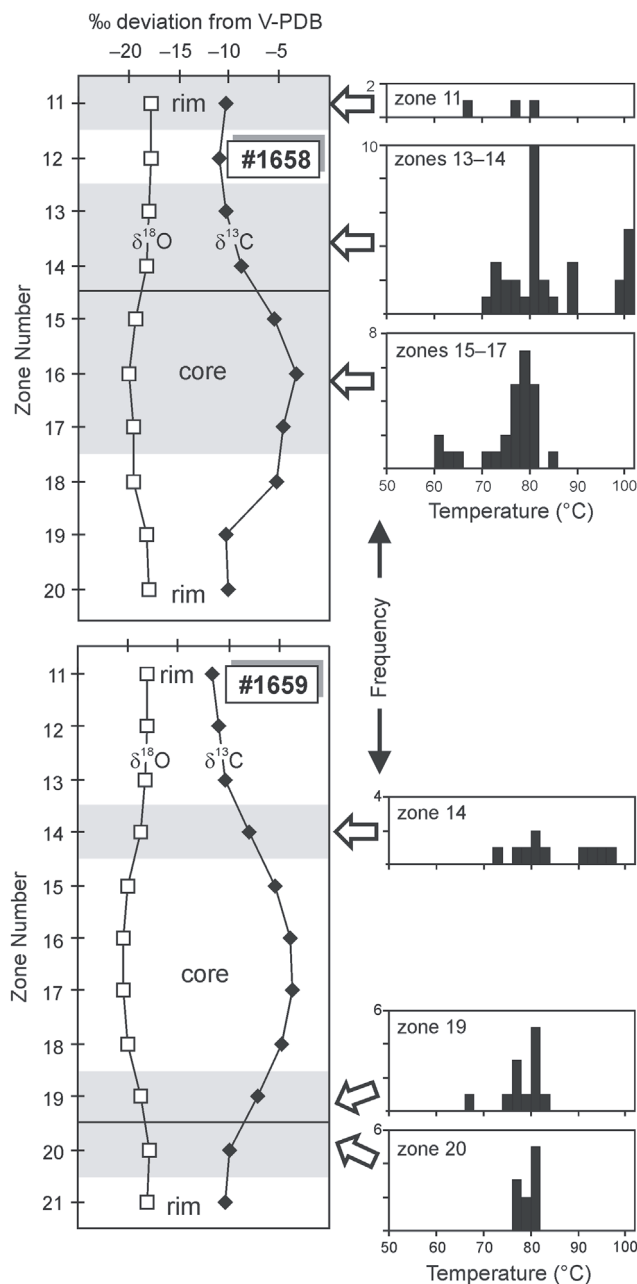 ‰ deviation from V-PDB
–20 –15 –10 –5
Zone Number
11
12
13
14
15
16
17
18
19
20
rim
#1658
δ18O
δ13C
core
rim
2
zone 11
10
zones 13–14
8
zones 15–17
50 60 70 80 90 100
Temperature (°C)
Frequency
Zone Number
11
12
13
14
15
16
17
18
19
20
21
rim
#1659
δ18O
δ13C
core
rim
4
zone 14
6
zone 19
6
zone 20
50 60 70 80 90 100
Temperature (°C)